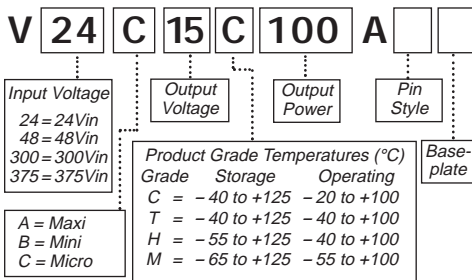 V 24 C 15 C 100 A
Input Voltage
24 = 24Vin
48 = 48Vin
300 = 300Vin
375 = 375Vin
Output
Voltage
Output
Power
Pin
Style
Base-
plate
Product Grade Temperatures (°C)
Grade Storage Operating
C = – 40 to +125 – 20 to +100
T = – 40 to +125 – 40 to +100
H = – 55 to +125 – 40 to +100
M = – 65 to +125 – 55 to +100
A = Maxi
B = Mini
C = Micro